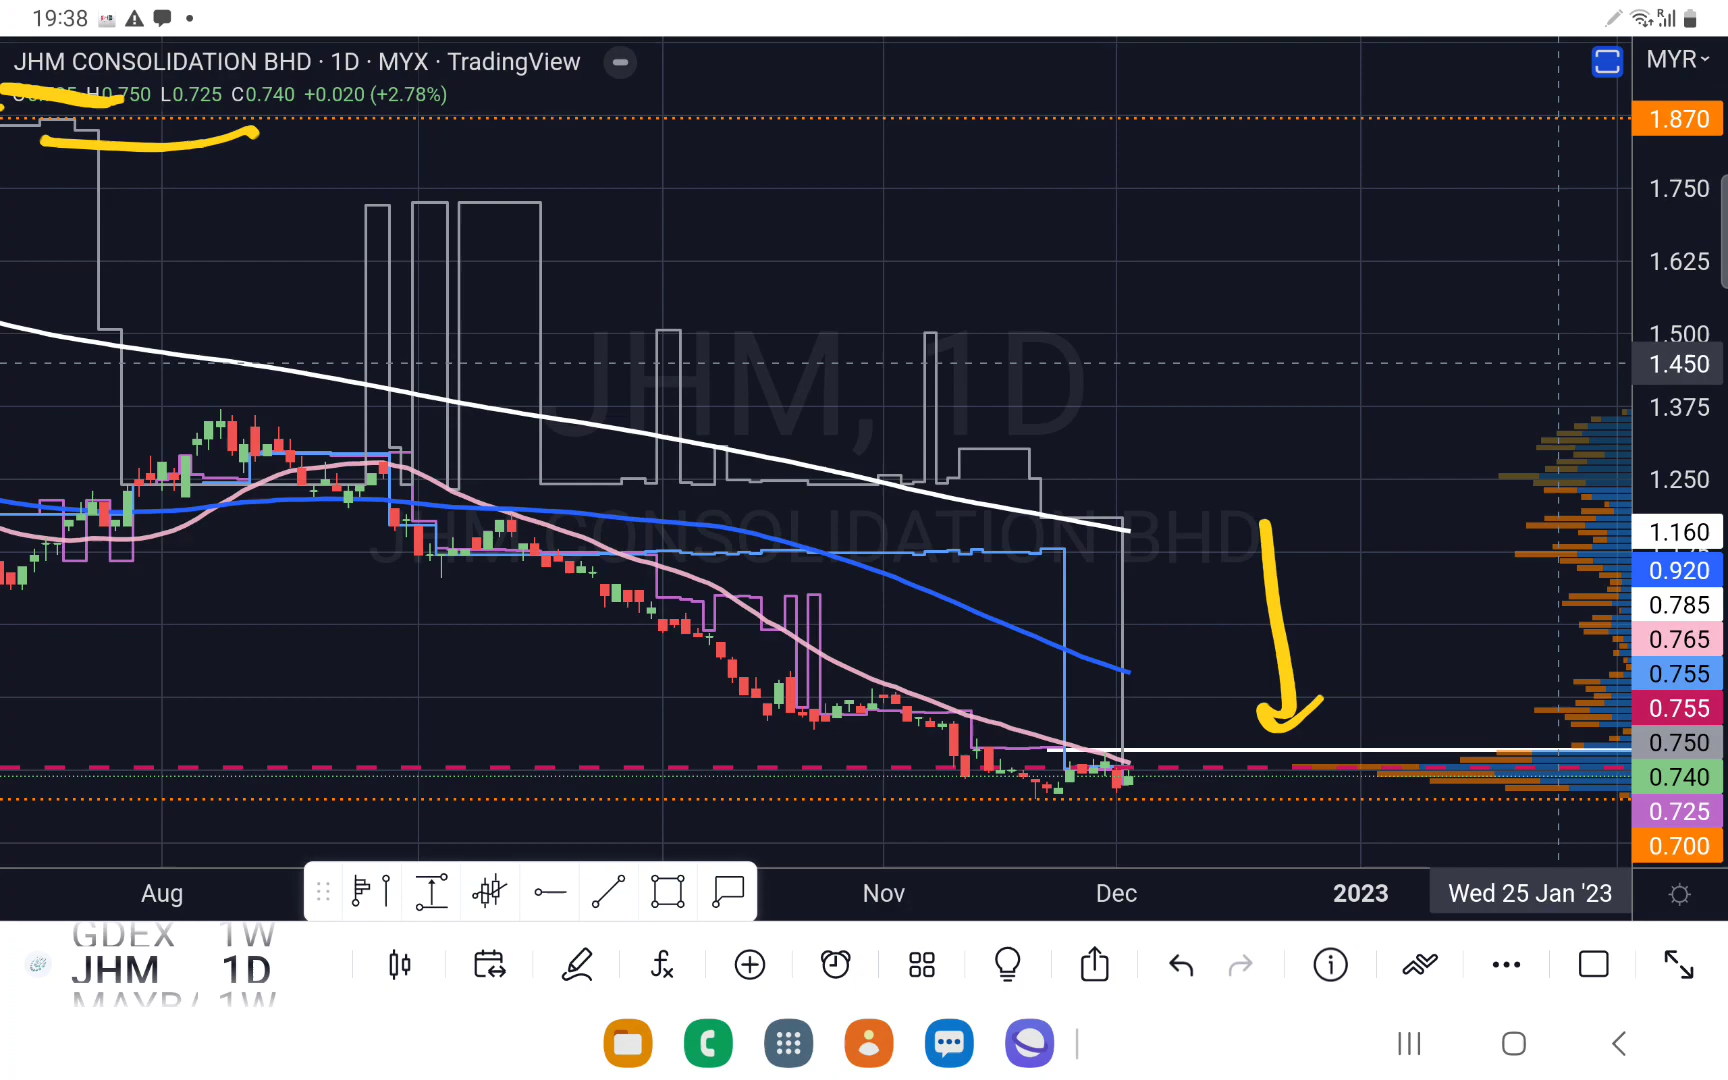 19:38
JHM CONSOLIDATION BHD · 1D · MYX · TradingView
MYR
H0.750 L0.725 C0.740 +0.020 (+2.78%)
1.870
1.750
1.625
1.500
1.450
1.375
1.250
1.160
0.920
0.785
0.765
0.755
0.755
0.750
0.740
0.725
0.700
JHM, 1D
JHM CONSOLIDATION BHD
Aug
Nov
Dec
2023
Wed 25 Jan '23
GDEX 1W
JHM 1D
1W